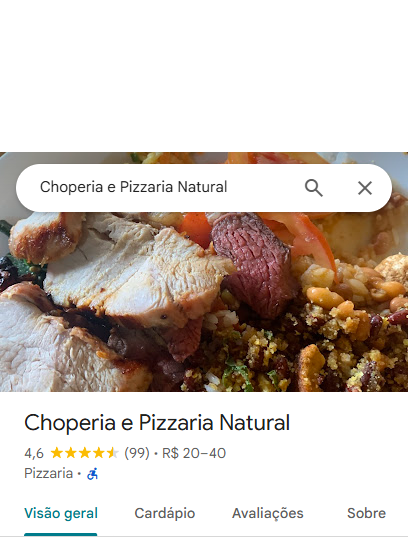 Choperia e Pizzaria Natural
Choperia e Pizzaria Natural
4,6 (99) · R$ 20–40
Pizzaria ·
Visão geral Cardápio Avaliações Sobre